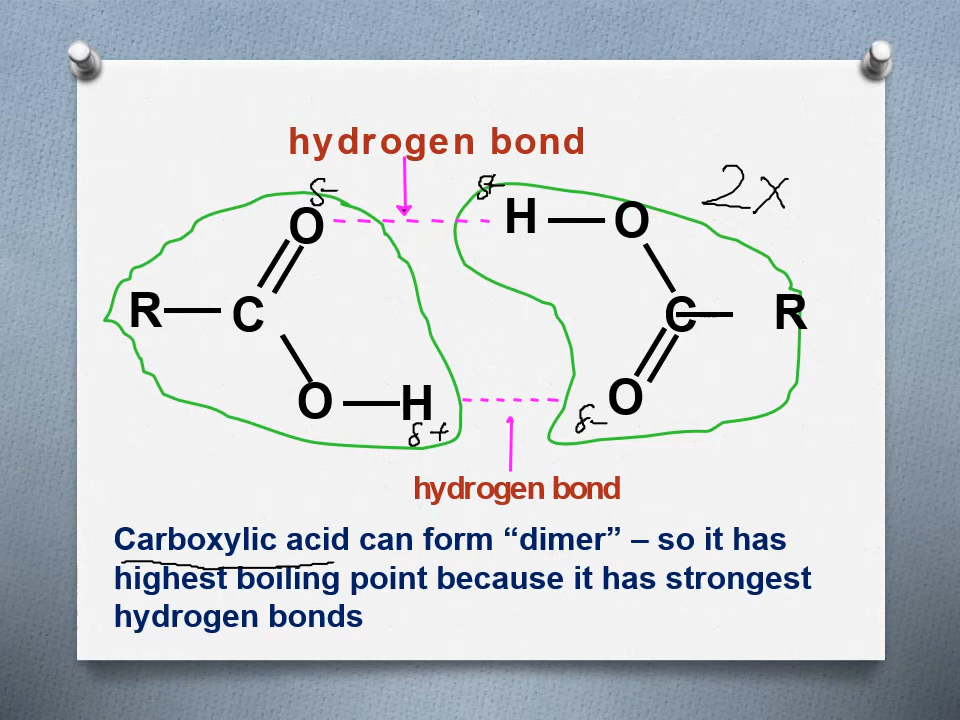 hydrogen bond
δ- δ+ 2x
O H O
R C C R
O H O
δ+ δ-
hydrogen bond
Carboxylic acid can form “dimer” – so it has
highest boiling point because it has strongest
hydrogen bonds